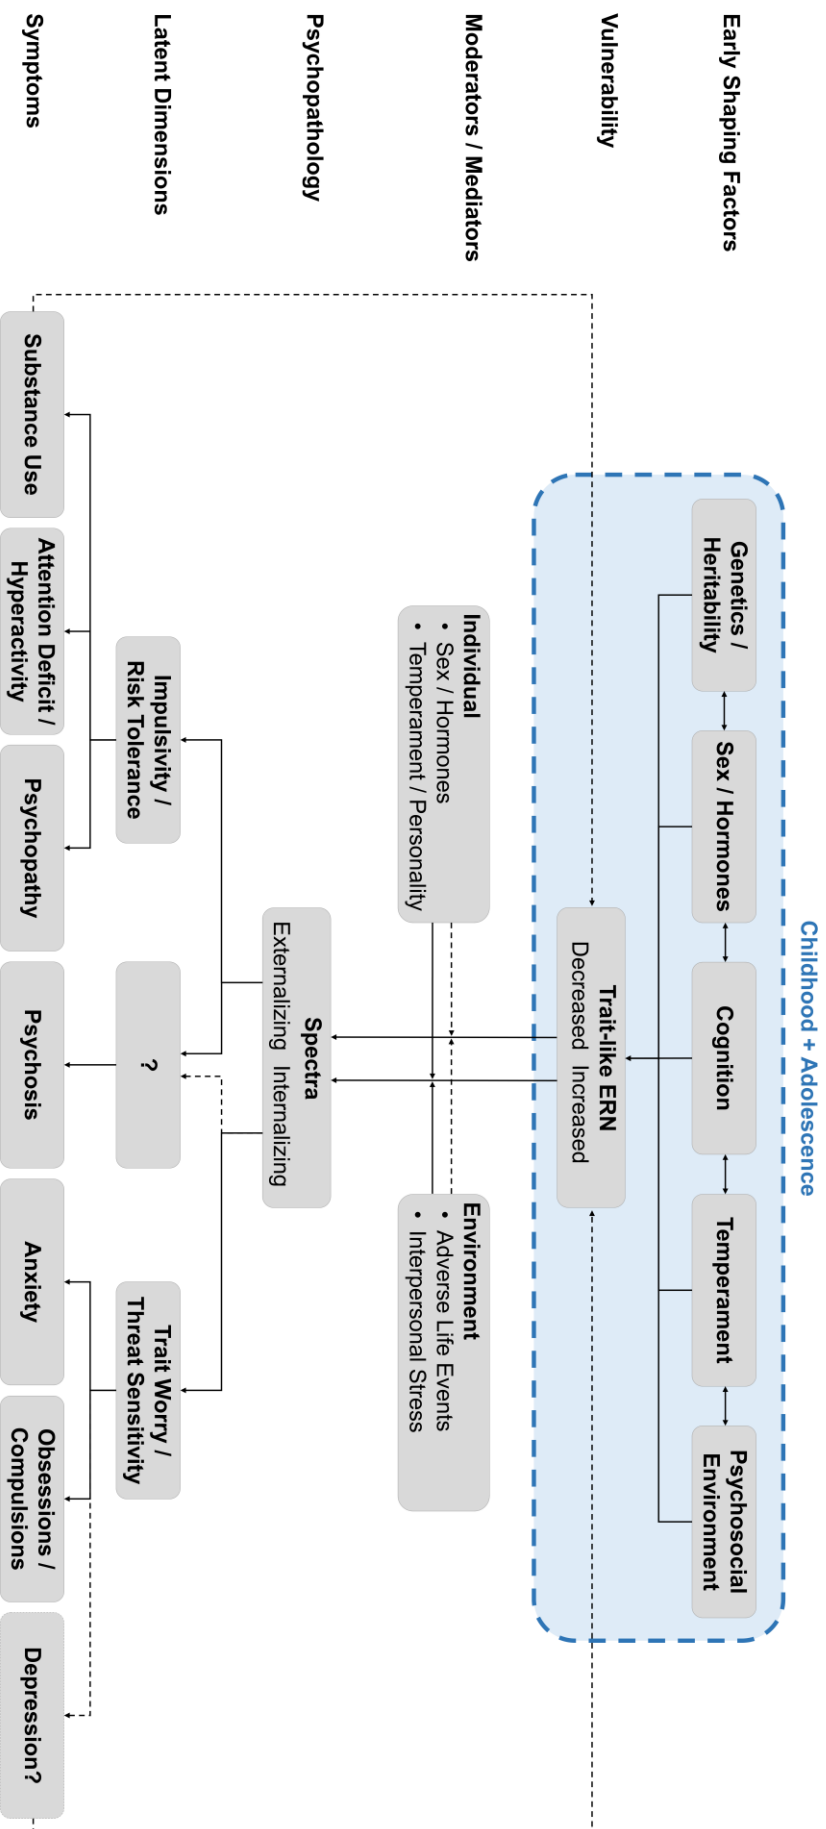 Childhood + Adolescence
Early Shaping Factors
Genetics /
Heritability
Sex / Hormones
Cognition
Temperament
Psychosocial
Environment
Vulnerability
Trait-like ERN
Decreased Increased
Moderators / Mediators
Individual
• Sex / Hormones
• Temperament / Personality
Environment
• Adverse Life Events
• Interpersonal Stress
Psychopathology
Spectra
Externalizing Internalizing
Latent Dimensions
Impulsivity /
Risk Tolerance
?
Trait Worry /
Threat Sensitivity
Symptoms
Substance Use
Attention Deficit /
Hyperactivity
Psychopathy
Psychosis
Anxiety
Obsessions /
Compulsions
Depression?